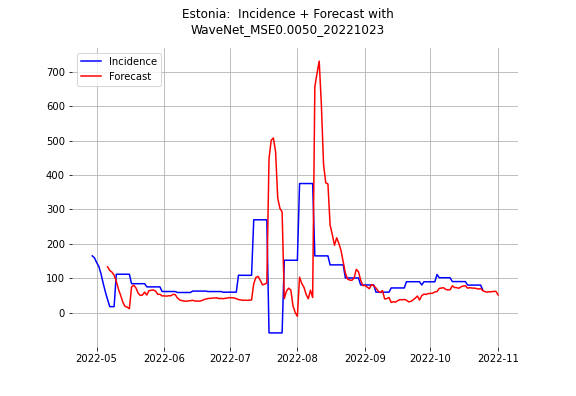 Estonia:  Incidence + Forecast with
WaveNet_MSE0.0050_20221023
Incidence
Forecast
700
600
500
400
300
200
100
0
2022-05 2022-06 2022-07 2022-08 2022-09 2022-10 2022-11